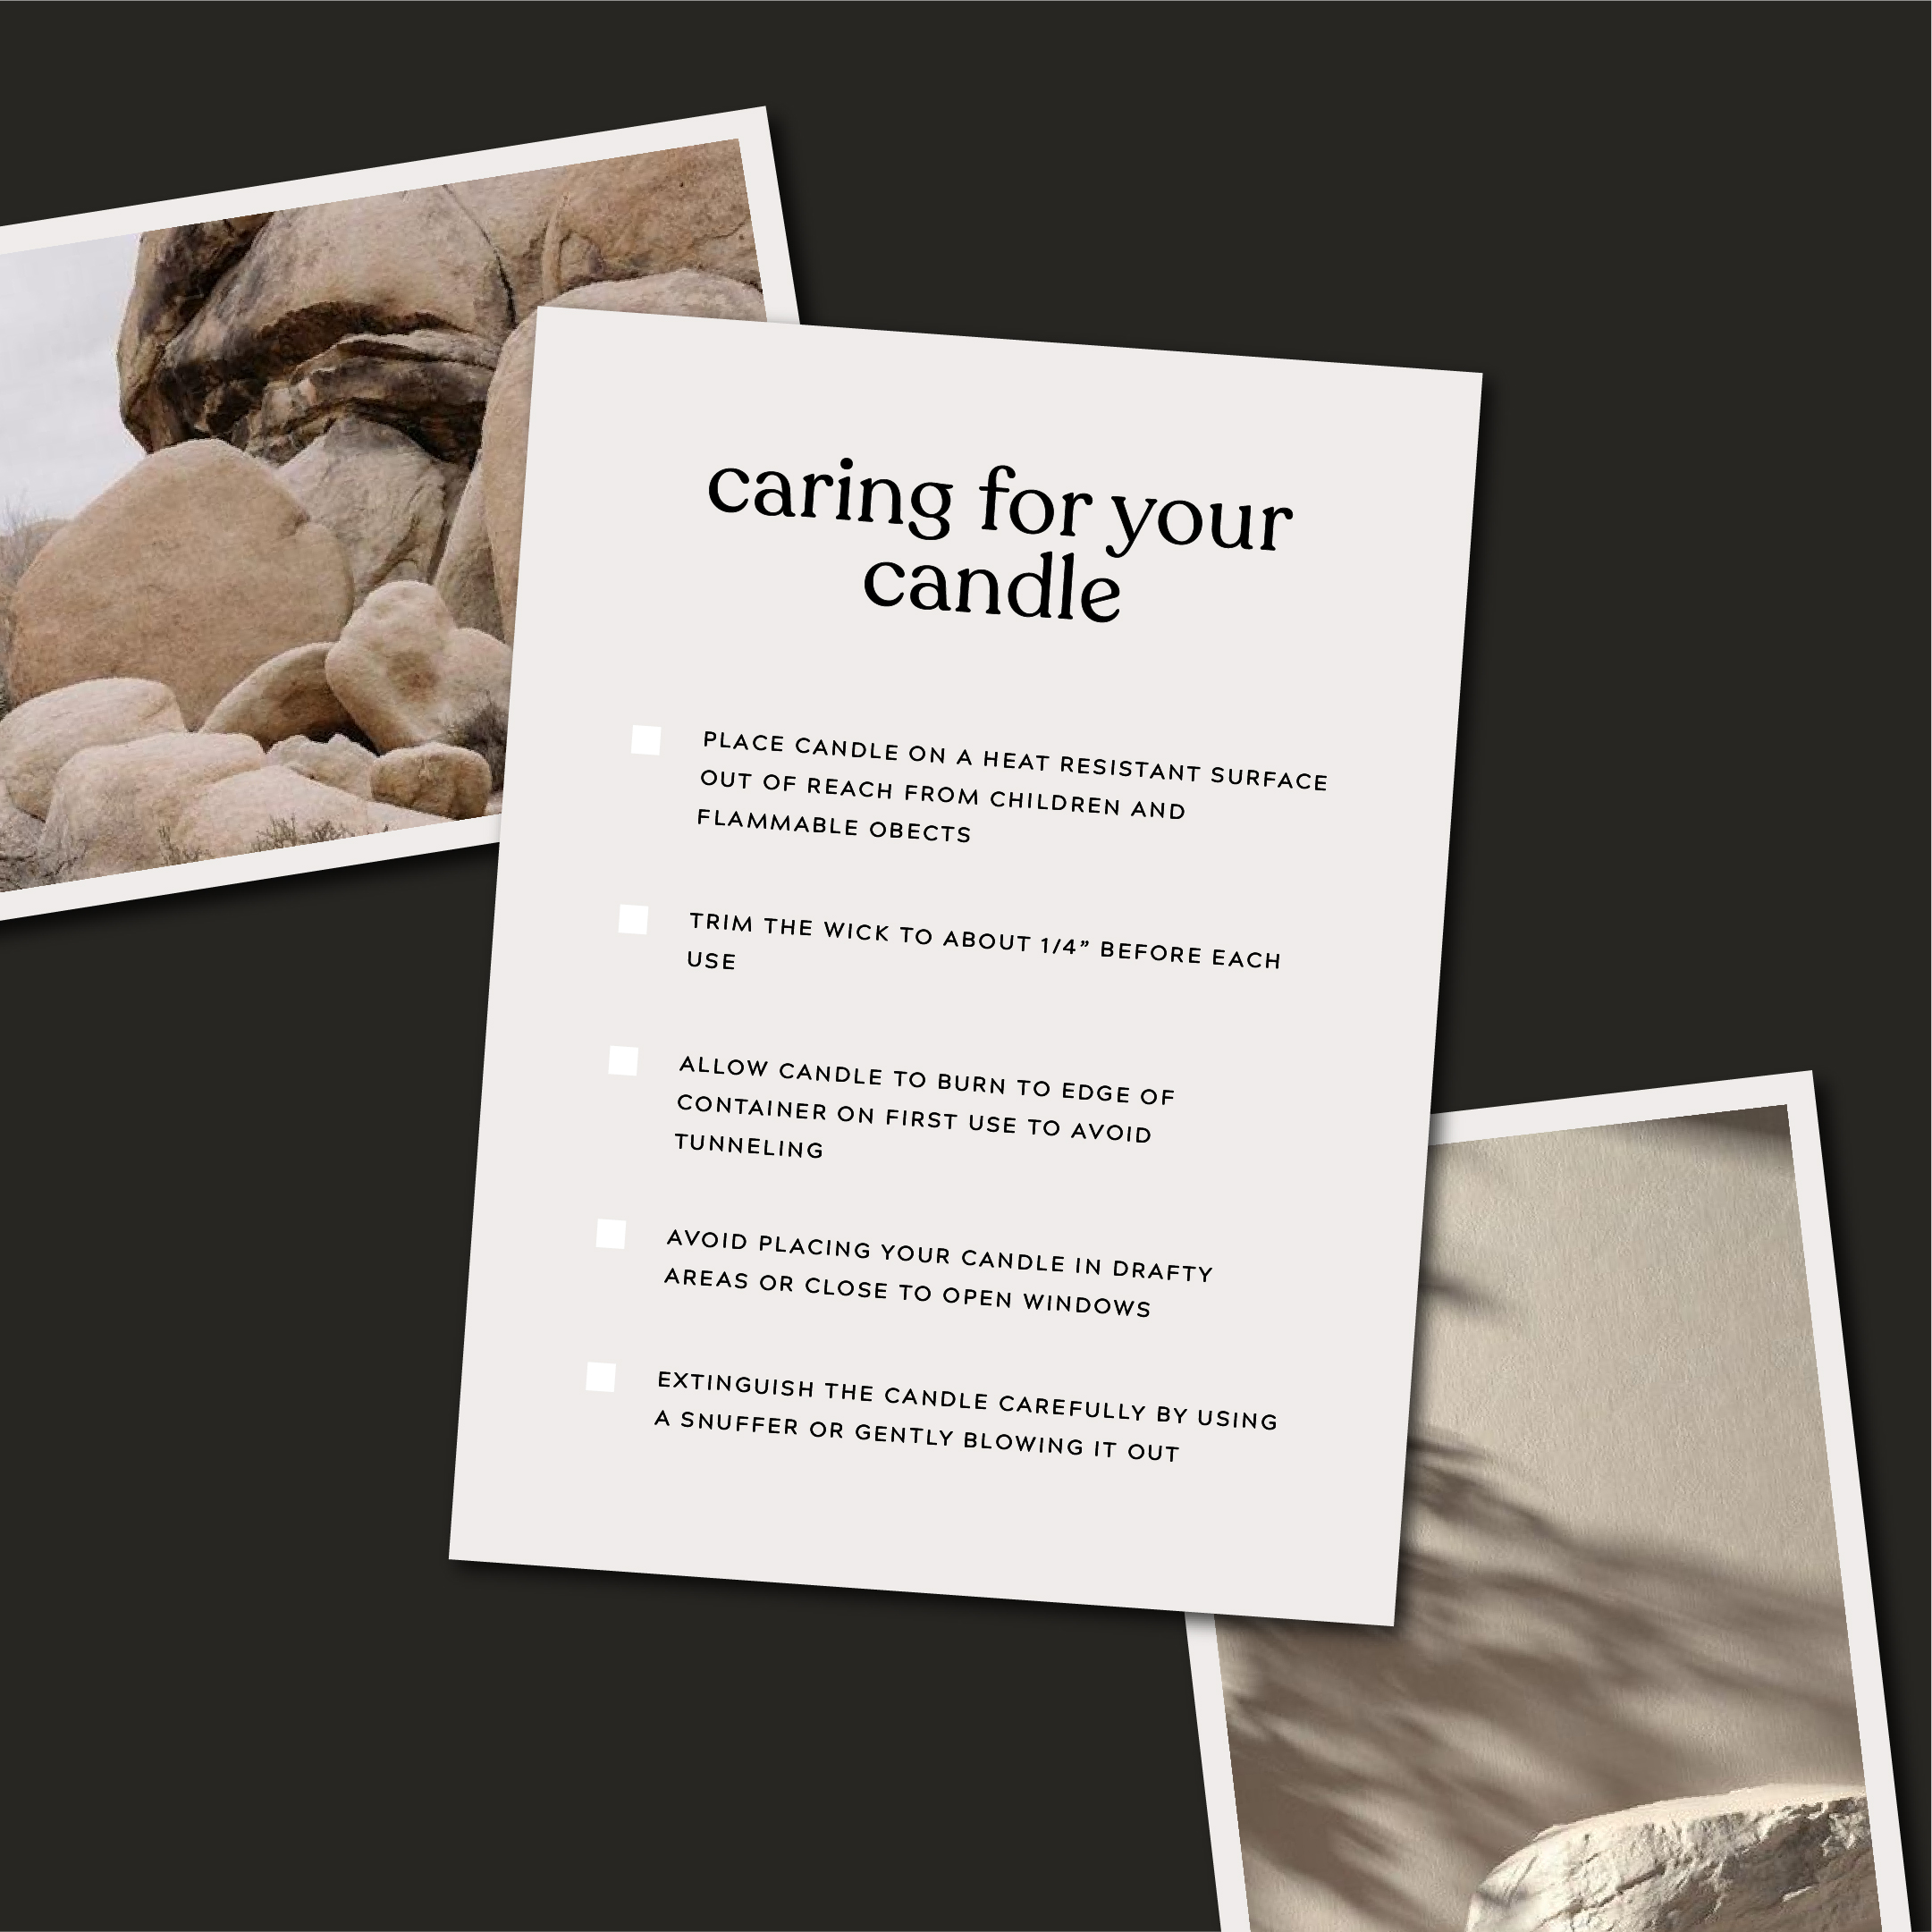 caring for your
candle
PLACE CANDLE ON A HEAT RESISTANT SURFACE
OUT OF REACH FROM CHILDREN AND
FLAMMABLE OBECTS
TRIM THE WICK TO ABOUT 1/4” BEFORE EACH
USE
ALLOW CANDLE TO BURN TO EDGE OF
CONTAINER ON FIRST USE TO AVOID
TUNNELING
AVOID PLACING YOUR CANDLE IN DRAFTY
AREAS OR CLOSE TO OPEN WINDOWS
EXTINGUISH THE CANDLE CAREFULLY BY USING
A SNUFFER OR GENTLY BLOWING IT OUT